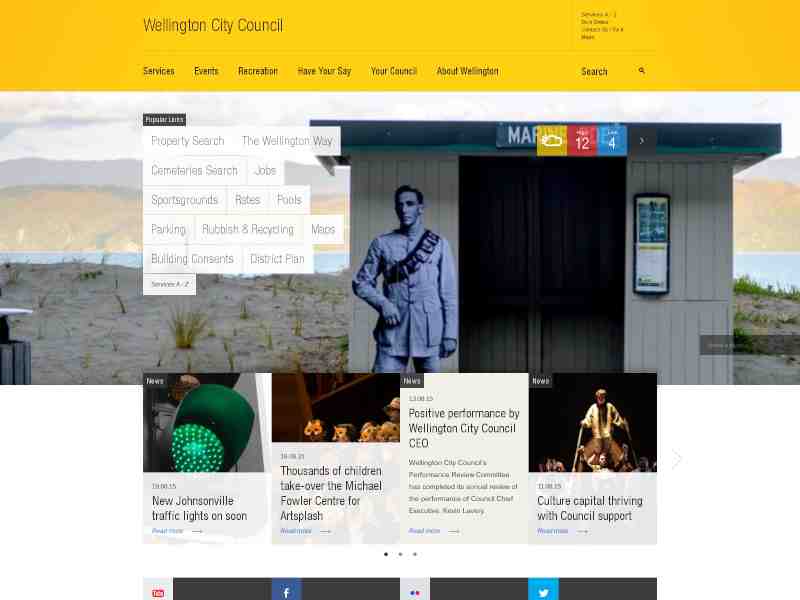 Wellington City Council
Services A - Z
Contact Us / Fix It
Maps
Services Events Recreation Have Your Say Your Council About Wellington
Search
Popular Links
Property Search The Wellington Way
Cemeteries Search Jobs
Sportsgrounds Rates Pools
Parking Rubbish & Recycling Maps
Building Consents District Plan
Services A - Z
High
12
Low
4
News
19.08.15
New Johnsonville
traffic lights on soon
Read more
Thousands of children
take-over the Michael
Fowler Centre for
Artsplash
Read more
News
13.08.15
Positive performance by
Wellington City Council
CEO
Wellington City Council's
Performance Review Committee
has completed its annual review of
the performance of Council Chief
Executive, Kevin Lavery.
Read more
News
11.08.15
Culture capital thriving
with Council support
Read more
You Tube